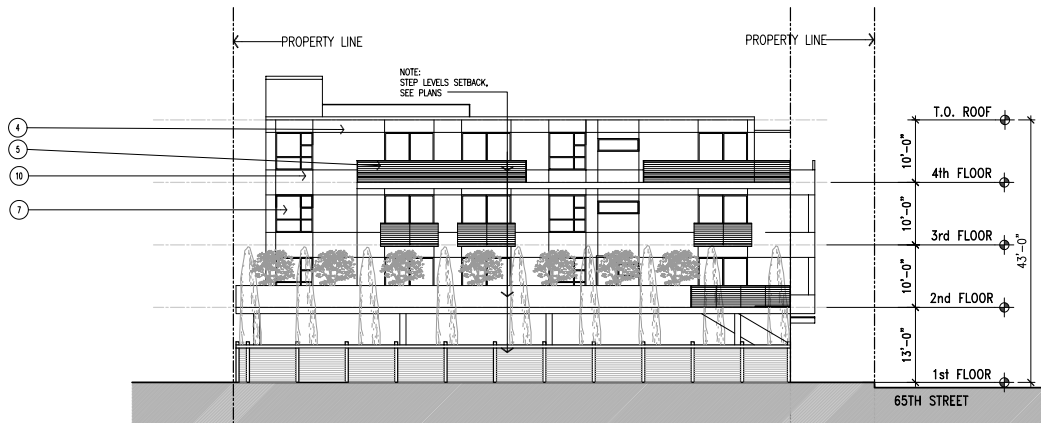 PROPERTY LINE
PROPERTY LINE
NOTE:
STEP LEVELS SETBACK,
SEE PLANS
4
5
10
7
T.O. ROOF
10'-0"
4th FLOOR
10'-0"
3rd FLOOR
10'-0"
2nd FLOOR
13'-0"
1st FLOOR
43'-0"
65TH STREET